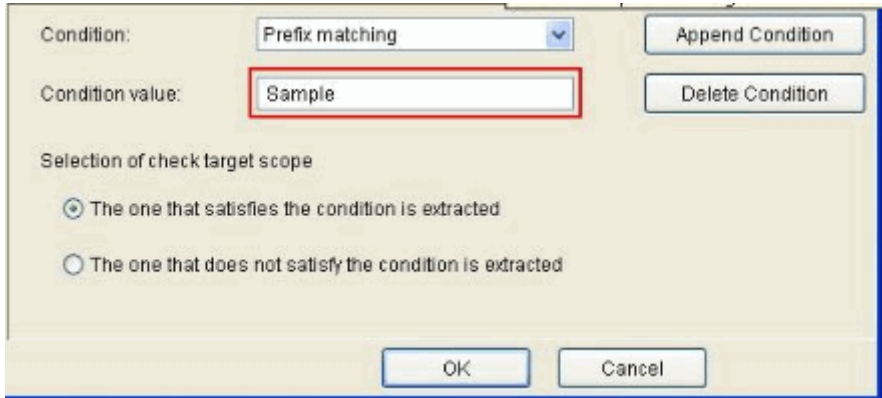 Condition: Prefix matching Append Condition
Condition value: Sample Delete Condition
Selection of check target scope
The one that satisfies the condition is extracted
The one that does not satisfy the condition is extracted
OK Cancel